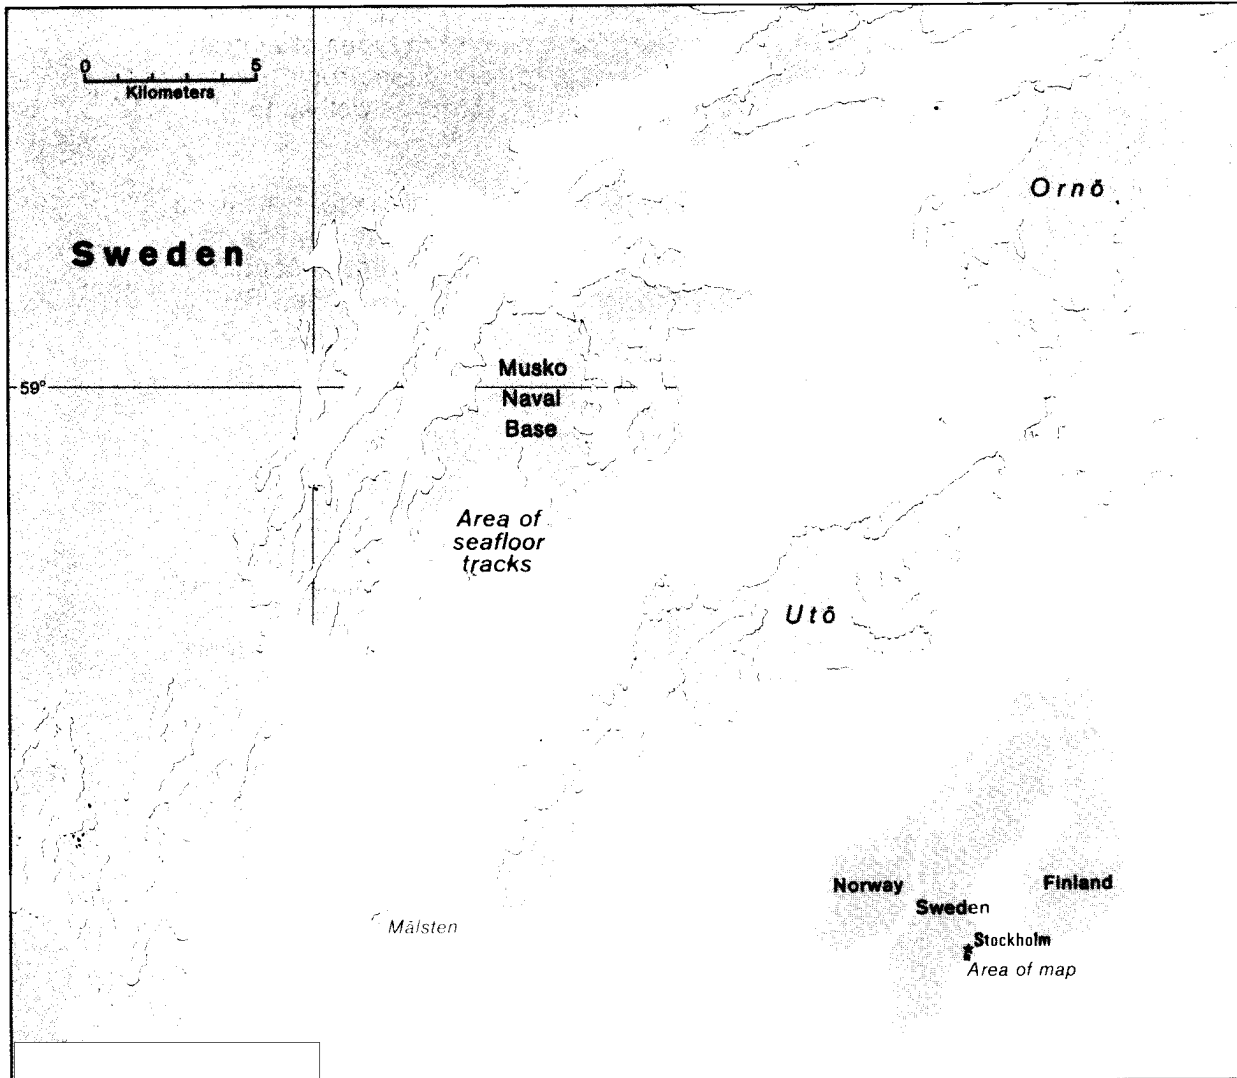 0 5
Kilometers
Ornö
Sweden
59°
Musko
Naval
Base
Area of
seafloor
tracks
Utö
Norway
Finland
Sweden
Stockholm
Area of map
Mälsten